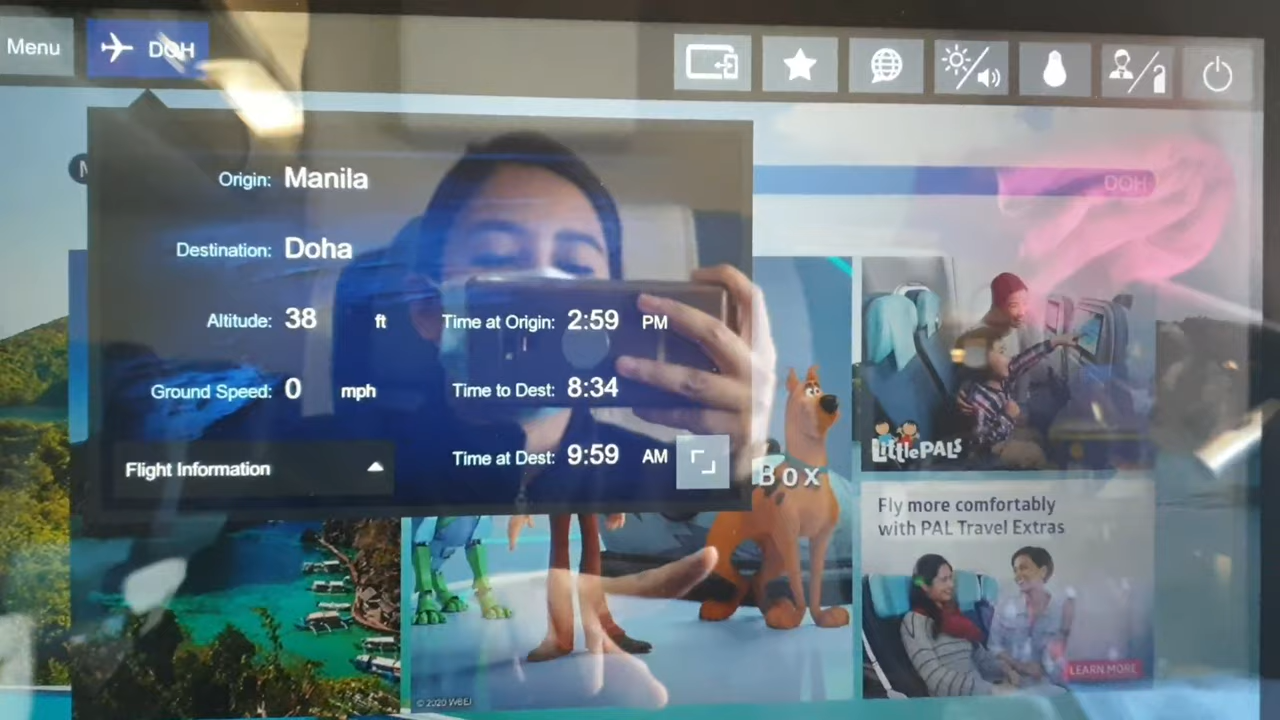 Menu
DOH
DOH
M
Origin: Manila
Destination: Doha
Altitude: 38 ft
Time at Origin: 2:59 PM
Ground Speed: 0 mph
Time to Dest: 8:34
Time at Dest: 9:59 AM
Flight Information
Box
LittlePALs
Fly more comfortably
with PAL Travel Extras
LEARN MORE
© 2020 WBEI